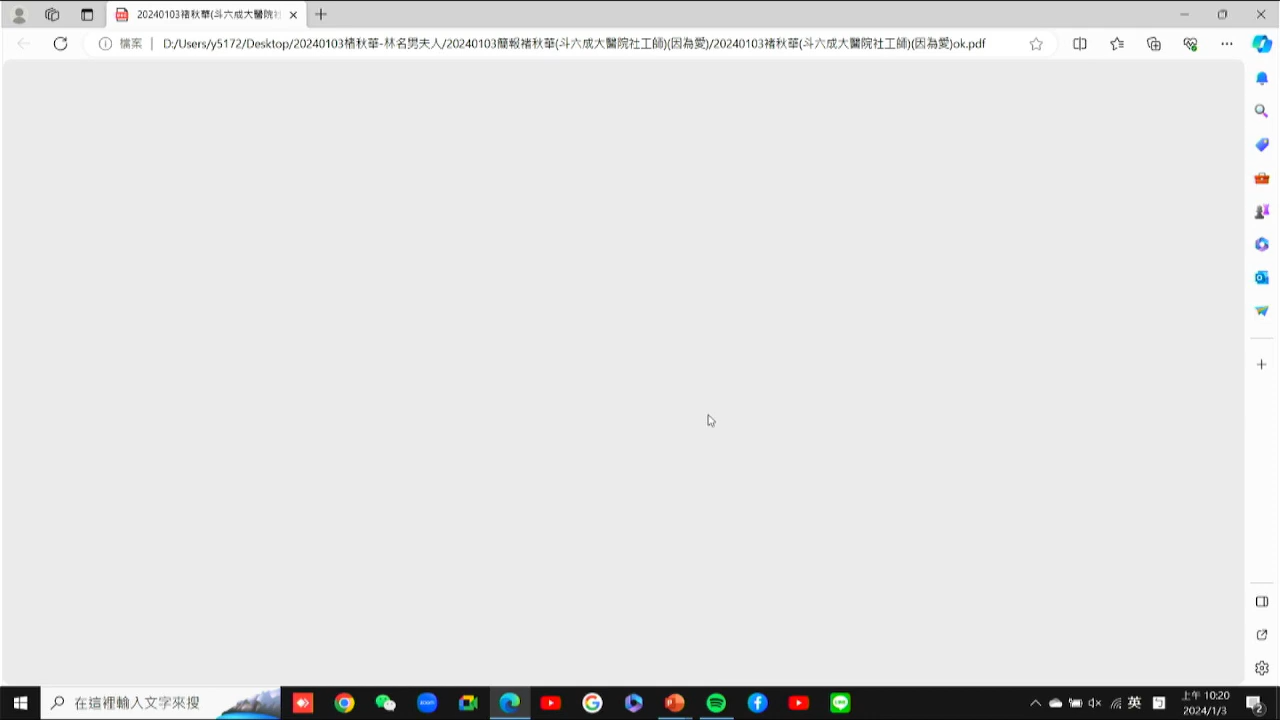 20240103褚秋華(斗六成大醫院社
檔案
D:/Users/y5172/Desktop/20240103楮秋華-林名男夫人/20240103簡報褚秋華(斗六成大醫院社工師)(因為愛)/20240103褚秋華(斗六成大醫院社工師)(因為愛)ok.pdf
在這裡輸入文字來搜
zoom
英
上午 10:20
2024/1/3
2